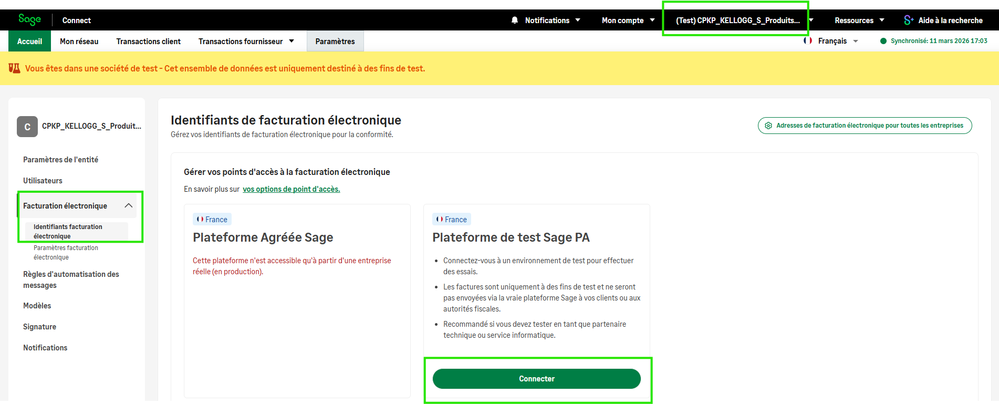 Sage
Connect
Notifications
Mon compte
(Test) CPKP_KELLOGG_S_Produits...
Ressources
Aide à la recherche
Accueil
Mon réseau
Transactions client
Transactions fournisseur
Paramètres
Français
Synchronisé: 11 mars 2026 17:03
Vous êtes dans une société de test - Cet ensemble de données est uniquement destiné à des fins de test.
C
CPKP_KELLOGG_S_Produit...
Paramètres de l'entité
Utilisateurs
Facturation électronique
Identifiants facturation
électronique
Paramètres facturation
électronique
Règles d'automatisation des
messages
Modèles
Signature
Notifications
Identifiants de facturation électronique
Gérez vos identifiants de facturation électronique pour la conformité.
Adresses de facturation électronique pour toutes les entreprises
Gérer vos points d'accès à la facturation électronique
En savoir plus sur vos options de point d'accès.
France
Plateforme Agréée Sage
Cette plateforme n'est accessible qu'à partir d'une entreprise
réelle (en production).
France
Plateforme de test Sage PA
Connectez-vous à un environnement de test pour effectuer
des essais.
Les factures sont uniquement à des fins de test et ne seront
pas envoyées via la vraie plateforme Sage à vos clients ou aux
autorités fiscales.
Recommandé si vous devez tester en tant que partenaire
technique ou service informatique.
Connecter